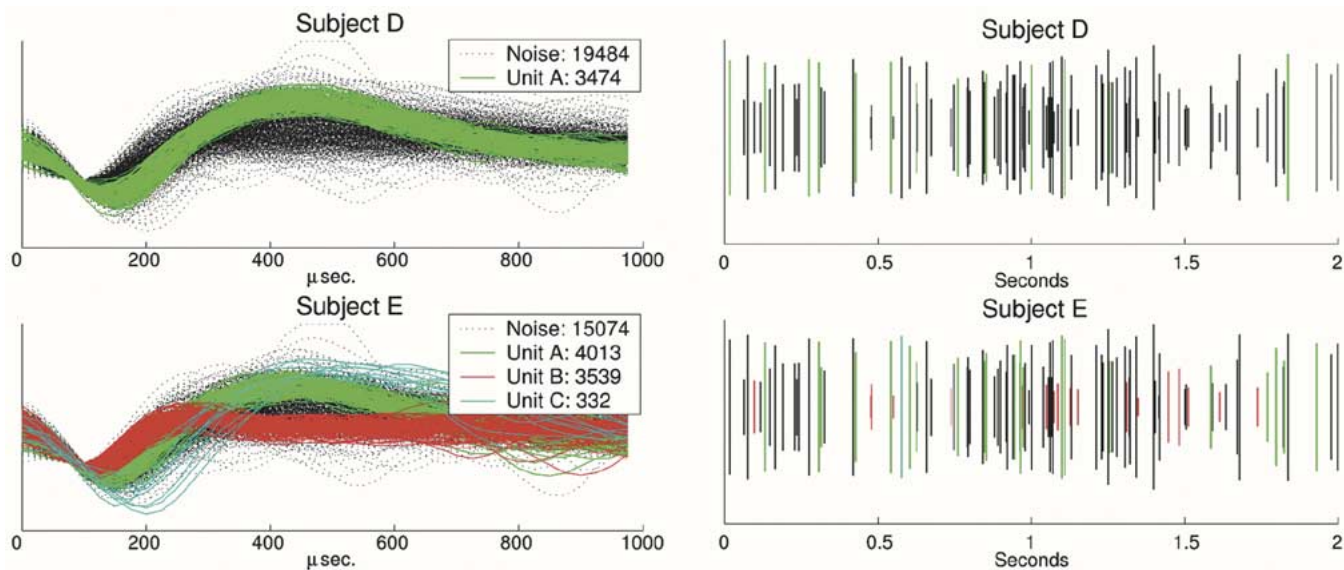 Subject D
Noise: 19484
Unit A: 3474
0 200 400 600 800 1000
μsec.
Subject D
0 0.5 1 1.5 2
Seconds
Subject E
Noise: 15074
Unit A: 4013
Unit B: 3539
Unit C: 332
0 200 400 600 800 1000
μsec.
Subject E
0 0.5 1 1.5 2
Seconds